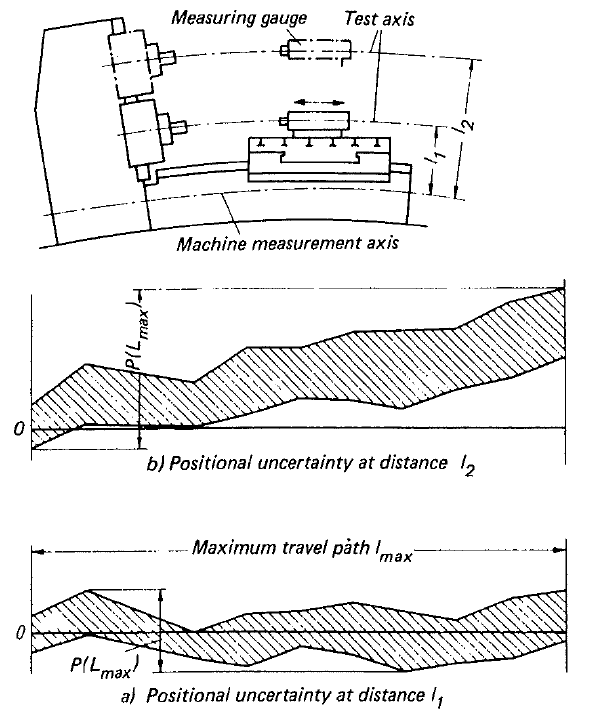 Measuring gauge
Test axis
l1
l2
Machine measurement axis
P(Lmax)
0
b) Positional uncertainty at distance l2
Maximum travel path lmax
0
P(Lmax)
a) Positional uncertainty at distance l1